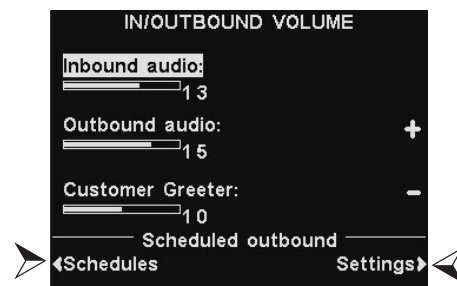 IN/OUTBOUND VOLUME
Inbound audio:
13
Outbound audio:
+
15
Customer Greeter:
-
10
Scheduled outbound
Schedules Settings